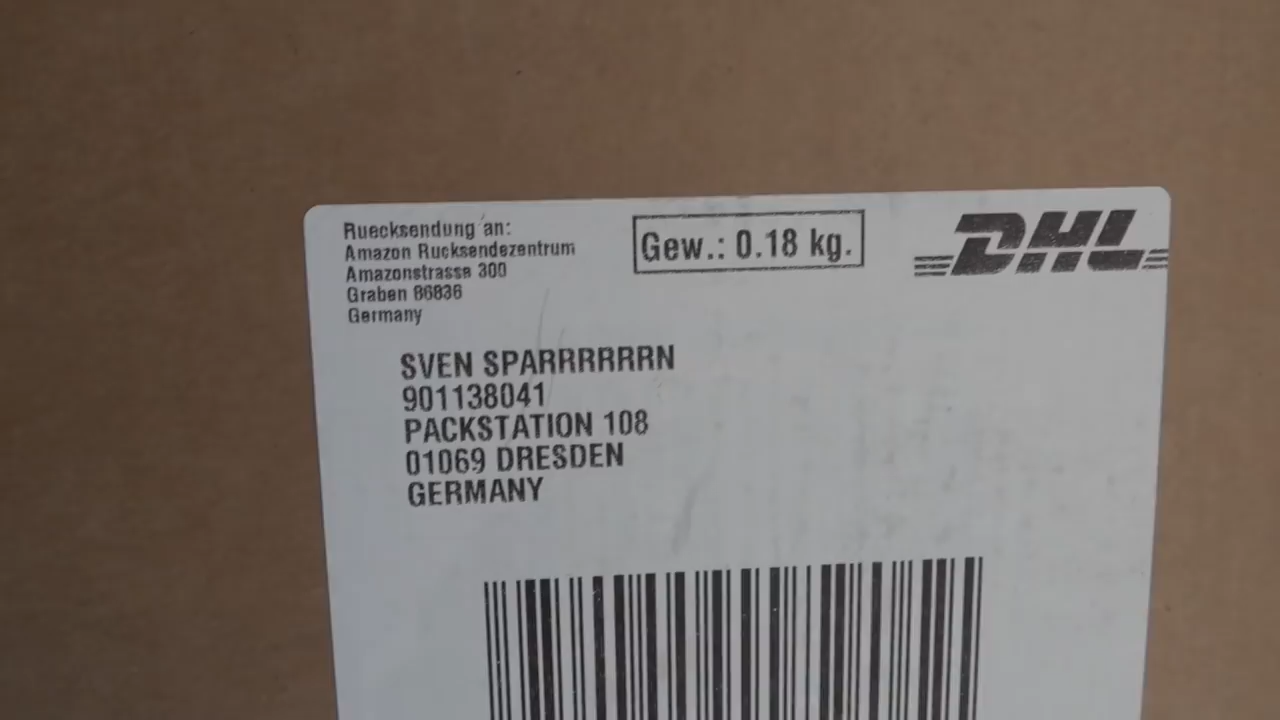 Ruecksendung an:
Amazon Rucksendezentrum
Amazonstrasse 300
Graben 86836
Germany
Gew.: 0.18 kg.
DHL
SVEN SPARRRRRRN
901138041
PACKSTATION 108
01069 DRESDEN
GERMANY